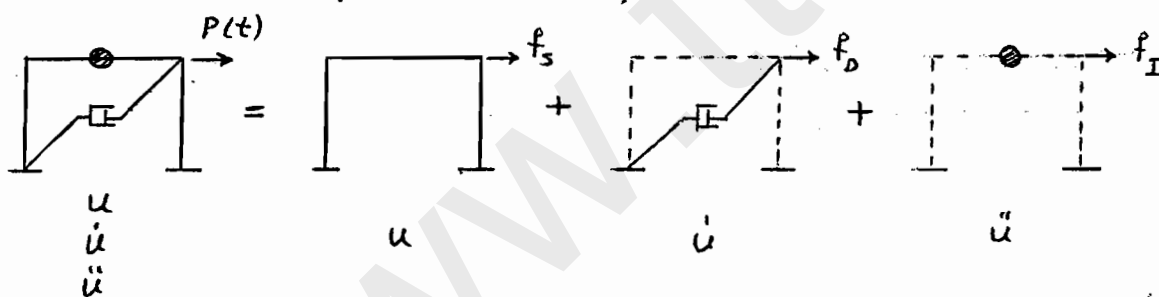 P(t) = f_S + f_D + f_I
u u u̇ ü
u̇
ü